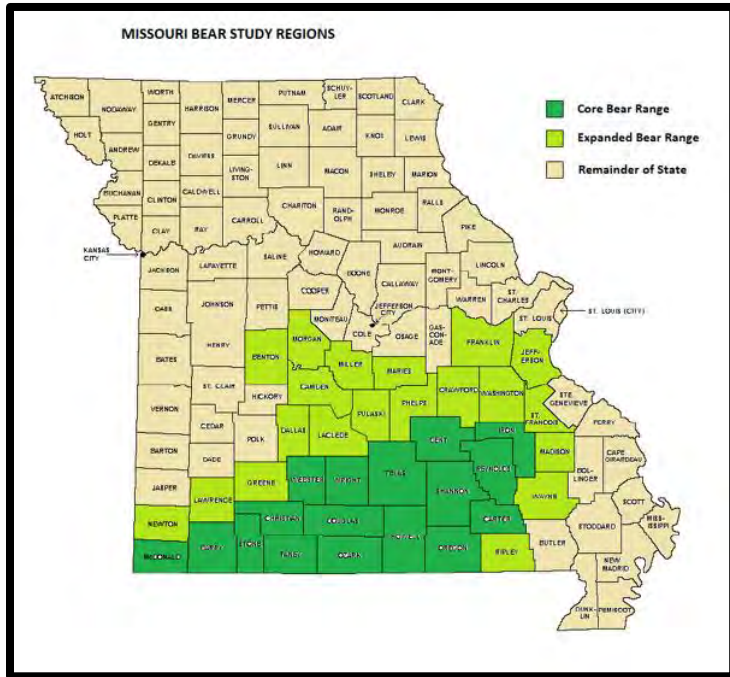 MISSOURI BEAR STUDY REGIONS
Core Bear Range
Expanded Bear Range
Remainder of State
ATCHISON
NODAWAY
WORTH
HARRISON
MERCER
PUTNAM
SCHUY-
LER
SCOTLAND
CLARK
HOLT
GENTRY
ANDREW
DEKALB
DAVIESS
GRUNDY
SULLIVAN
ADAIR
KNOX
LEWIS
BUCHANAN
CLINTON
CALDWELL
LIVING-
STON
LINN
MACON
SHELBY
MARION
PLATTE
CLAY
RAY
CARROLL
CHARITON
RAN-
DOLPH
MONROE
RALLS
PIKE
KANSAS
CITY
JACKSON
LAFAYETTE
SALINE
HOWARD
BOONE
AUDRAIN
CALLAWAY
MONT-
GOMERY
LINCOLN
WARREN
ST.
CHARLES
ST. LOUIS
ST. LOUIS (CITY)
CASS
JOHNSON
PETTIS
COOPER
MONITEAU
JEFFERSON
CITY
COLE
OSAGE
GAS-
CON-
ADE
FRANKLIN
JEFF-
ERSON
BATES
HENRY
BENTON
MORGAN
MILLER
MARIES
CRAWFORD
WASHINGTON
STE.
GENEVIEVE
VERNON
ST. CLAIR
HICKORY
CAMDEN
PULASKI
PHELPS
ST.
FRANCOIS
PERRY
BARTON
CEDAR
POLK
DALLAS
LACLEDE
DENT
IRON
MADISON
BOL-
LINGER
CAPE
GIRARDEAU
JASPER
DADE
GREENE
WEBSTER
WRIGHT
TEXAS
SHANNON
REYNOLDS
WAYNE
SCOTT
NEWTON
LAWRENCE
CHRISTIAN
DOUGLAS
HOWELL
CARTER
BUTLER
STODDARD
MISS-
ISSIPPI
McDONALD
BARRY
STONE
TANEY
OZARK
OREGON
RIPLEY
NEW
MADRID
DUNK-
LIN
PEMISCOT